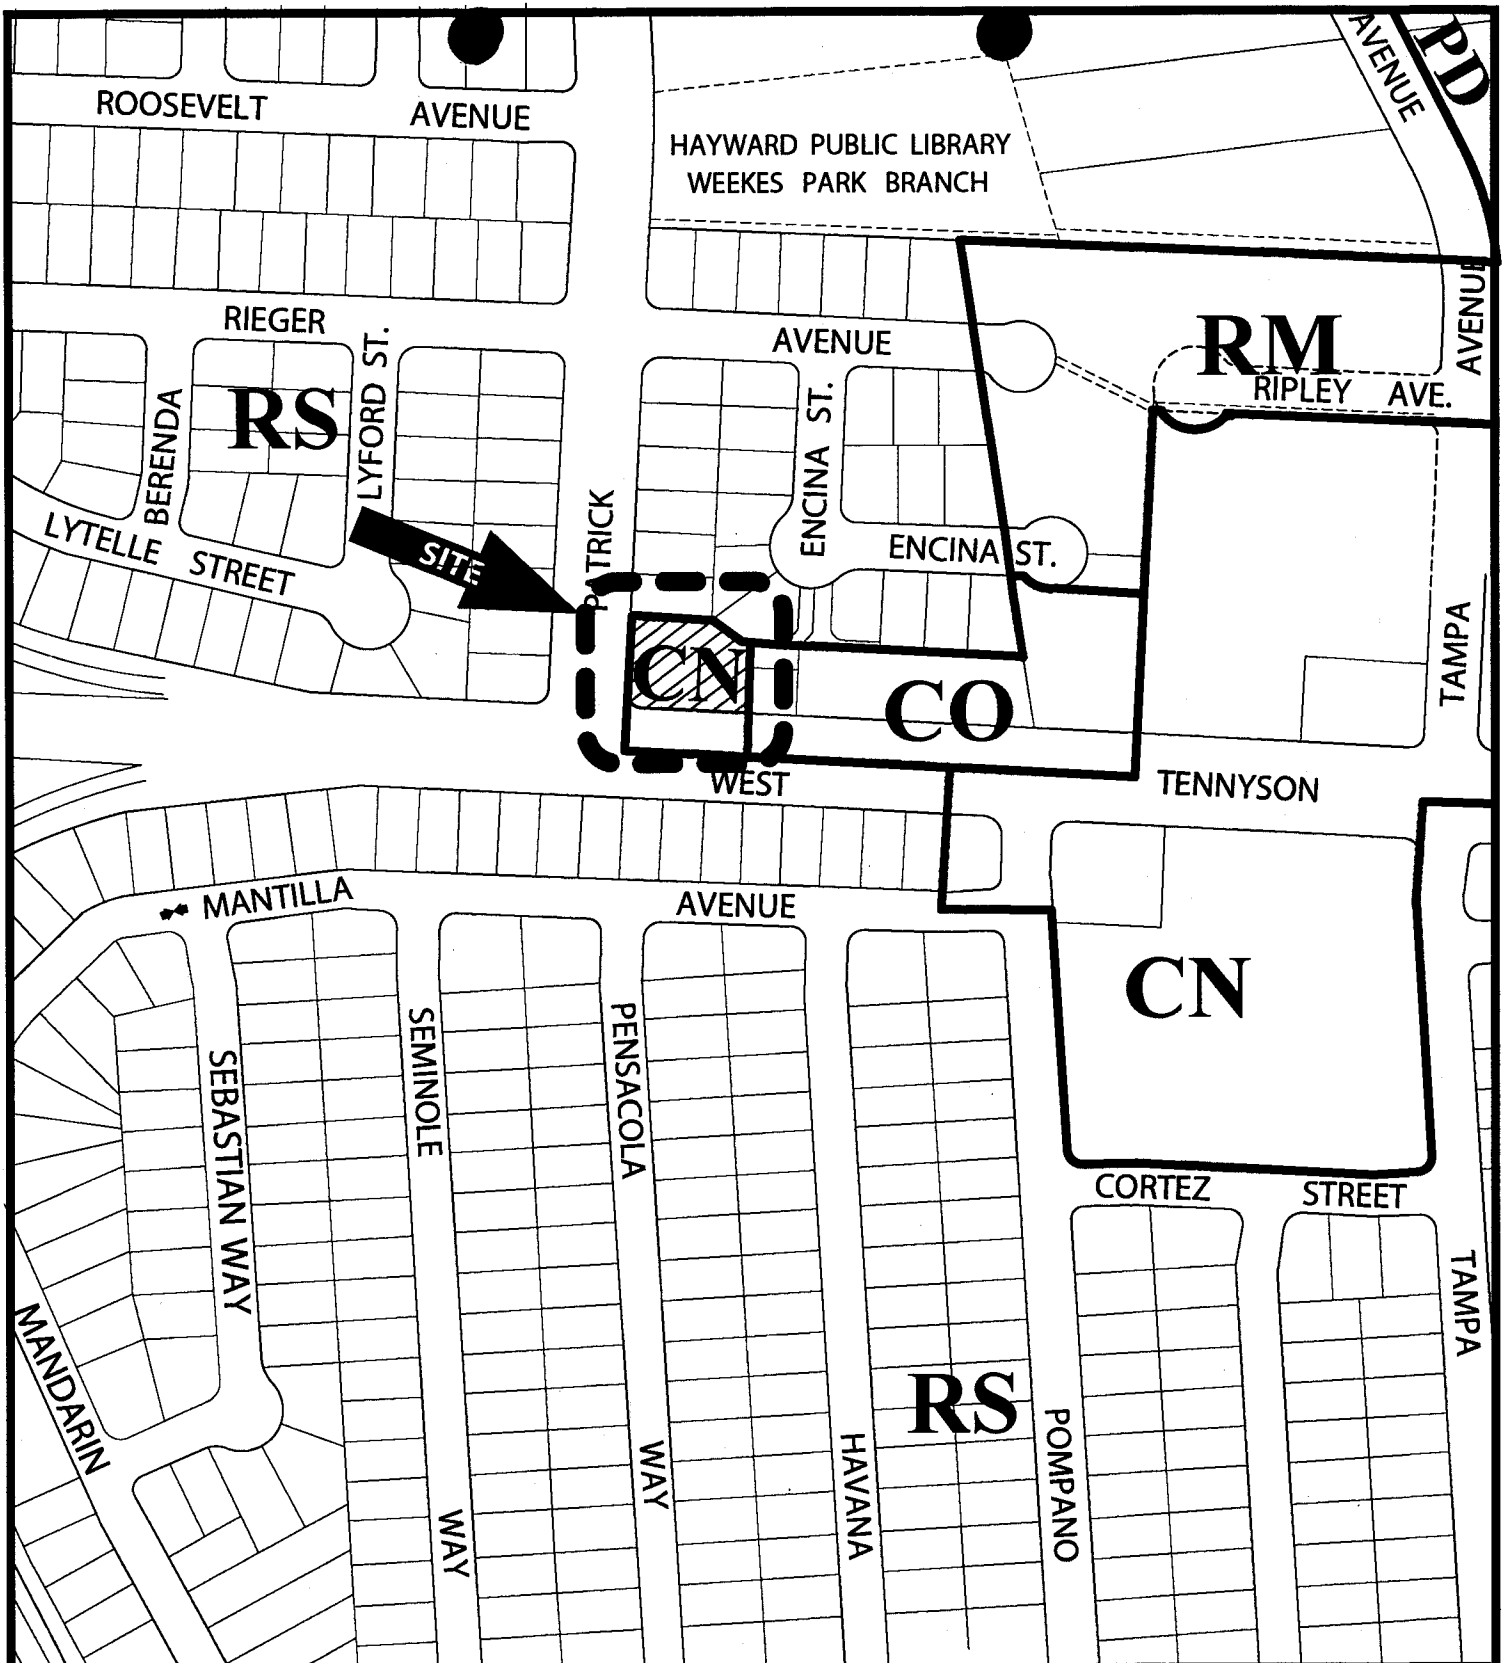 AVENUE
PD
ROOSEVELT AVENUE
HAYWARD PUBLIC LIBRARY
WEEKES PARK BRANCH
AVENUE
RIEGER AVENUE
RM
RIPLEY AVE.
RS
BERENDA
LYFORD ST.
ENCINA ST.
PATRICK
LYTELLE STREET
SITE
ENCINA ST.
TAMPA
CN
CO
WEST TENNYSON
MANTILLA AVENUE
CN
SEBASTIAN WAY
SEMINOLE
PENSACOLA
CORTEZ STREET
TAMPA
MANDARIN
RS
WAY
WAY
HAVANA
POMPANO